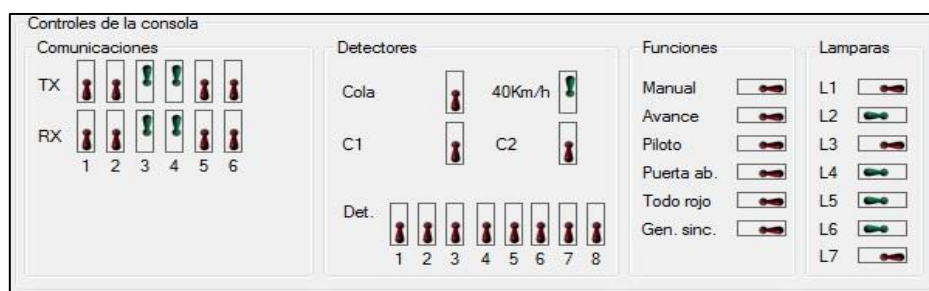 Controles de la consola
Comunicaciones
TX
RX
1 2 3 4 5 6
Detectores
Cola 40Km/h
C1 C2
Det.
1 2 3 4 5 6 7 8
Funciones
Manual
Avance
Piloto
Puerta ab.
Todo rojo
Gen. sinc.
Lamparas
L1
L2
L3
L4
L5
L6
L7